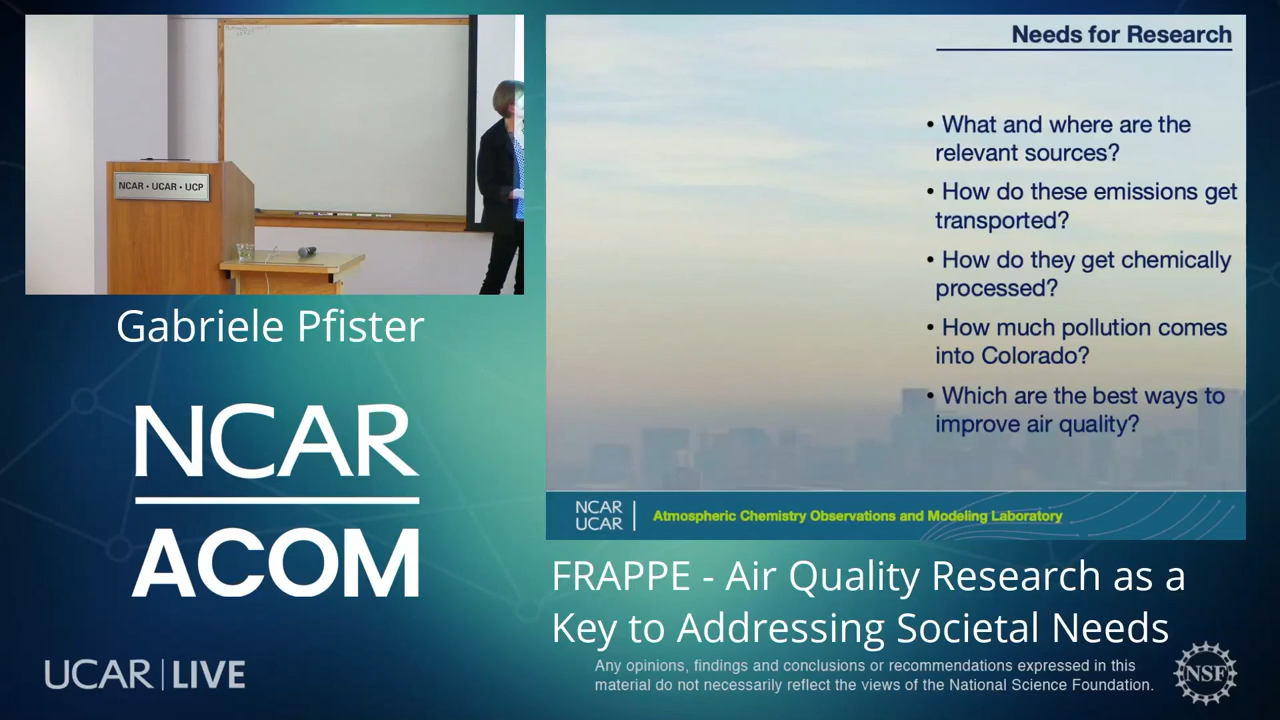 NCAR • UCAR • UCP
Gabriele Pfister
NCAR
ACOM
UCAR | LIVE
Needs for Research
• What and where are the
relevant sources?
• How do these emissions get
transported?
• How do they get chemically
processed?
• How much pollution comes
into Colorado?
• Which are the best ways to
improve air quality?
NCAR
UCAR
Atmospheric Chemistry Observations and Modeling Laboratory
FRAPPE - Air Quality Research as a
Key to Addressing Societal Needs
Any opinions, findings and conclusions or recommendations expressed in this
material do not necessarily reflect the views of the National Science Foundation.
NSF